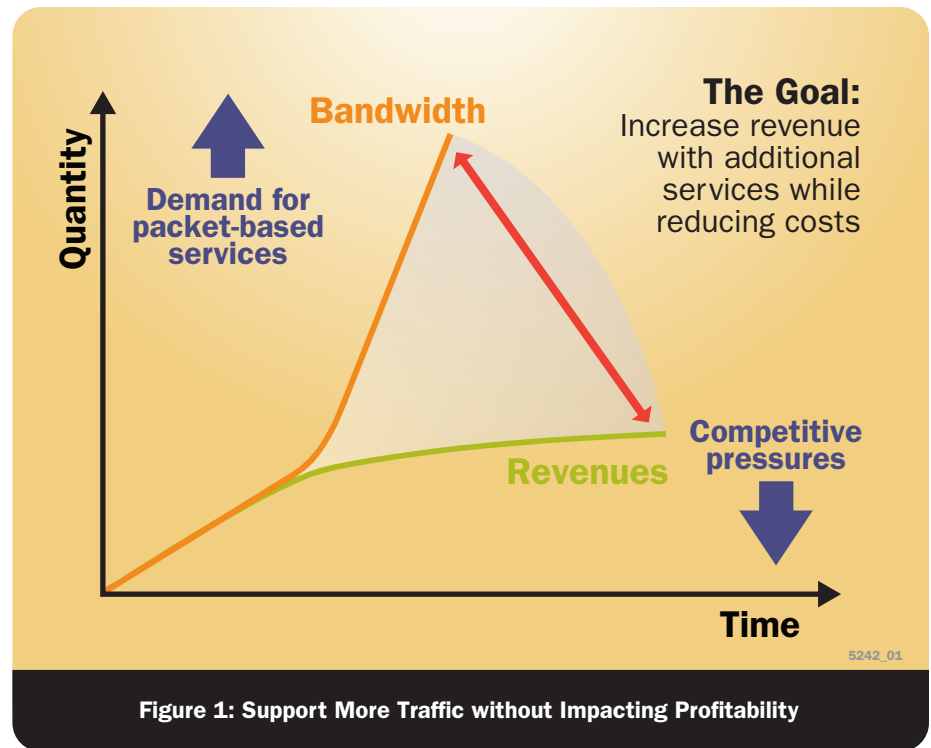 Bandwidth
The Goal:
Increase revenue
with additional
services while
reducing costs
Quantity
Demand for
packet-based
services
Competitive
pressures
Revenues
Time
5242_01
Figure 1: Support More Traffic without Impacting Profitability